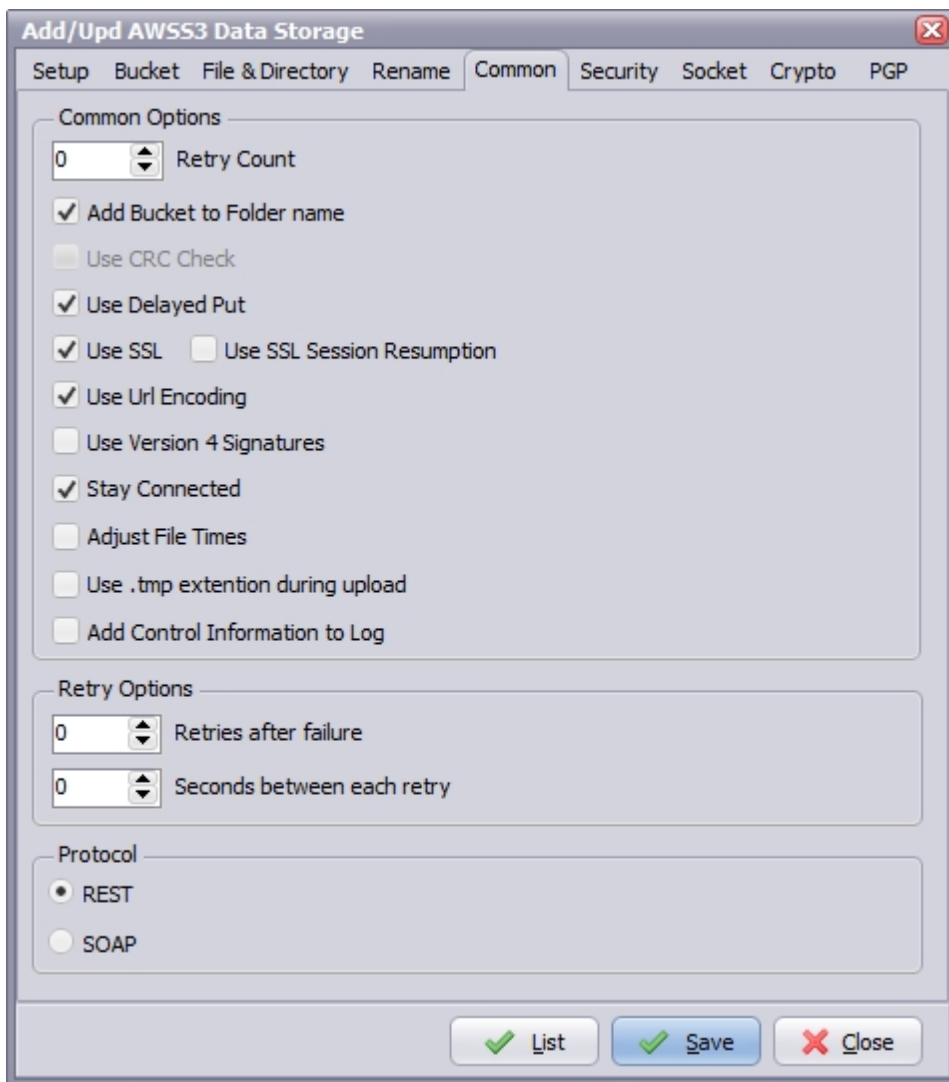 Add/Upd AWSS3 Data Storage
Setup Bucket File & Directory Rename Common Security Socket Crypto PGP
Common Options
0 Retry Count
Add Bucket to Folder name
Use CRC Check
Use Delayed Put
Use SSL Use SSL Session Resumption
Use Url Encoding
Use Version 4 Signatures
Stay Connected
Adjust File Times
Use .tmp extention during upload
Add Control Information to Log
Retry Options
0 Retries after failure
0 Seconds between each retry
Protocol
REST
SOAP
List Save Close